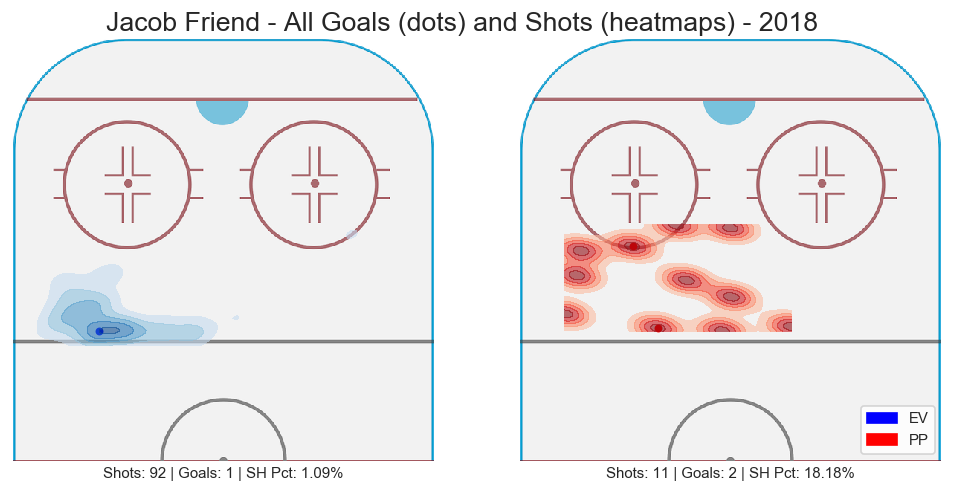 Jacob Friend - All Goals (dots) and Shots (heatmaps) - 2018
EV
PP
Shots: 92 | Goals: 1 | SH Pct: 1.09%
Shots: 11 | Goals: 2 | SH Pct: 18.18%